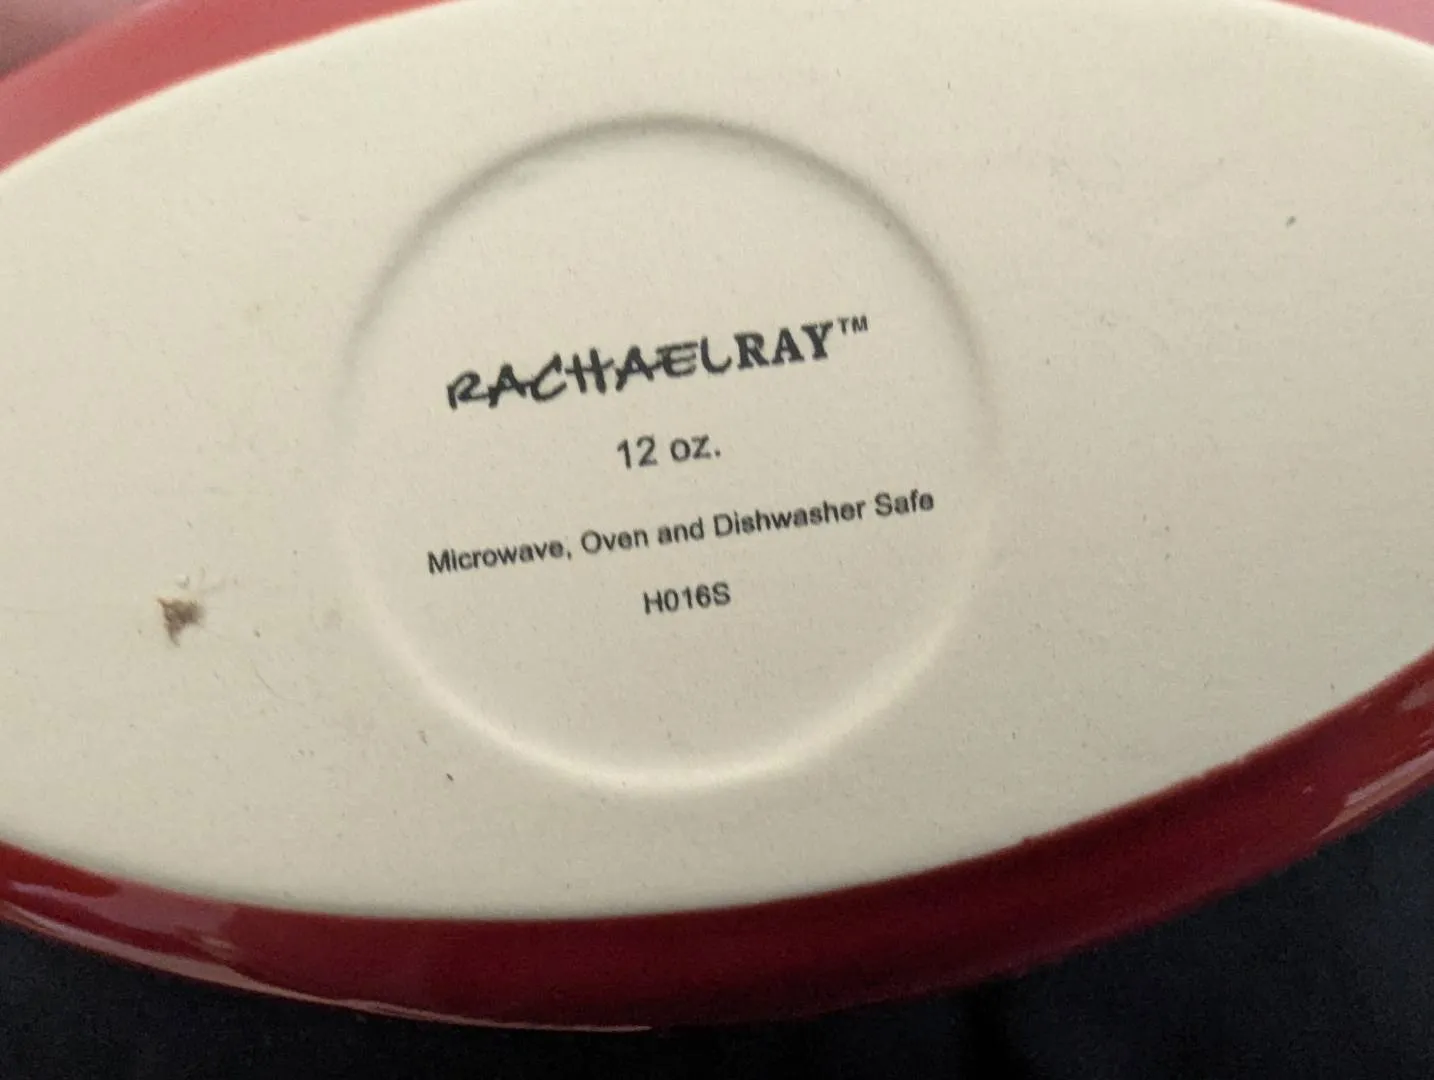 RACHAELRAY™
12 oz.
Microwave, Oven and Dishwasher Safe
H016S